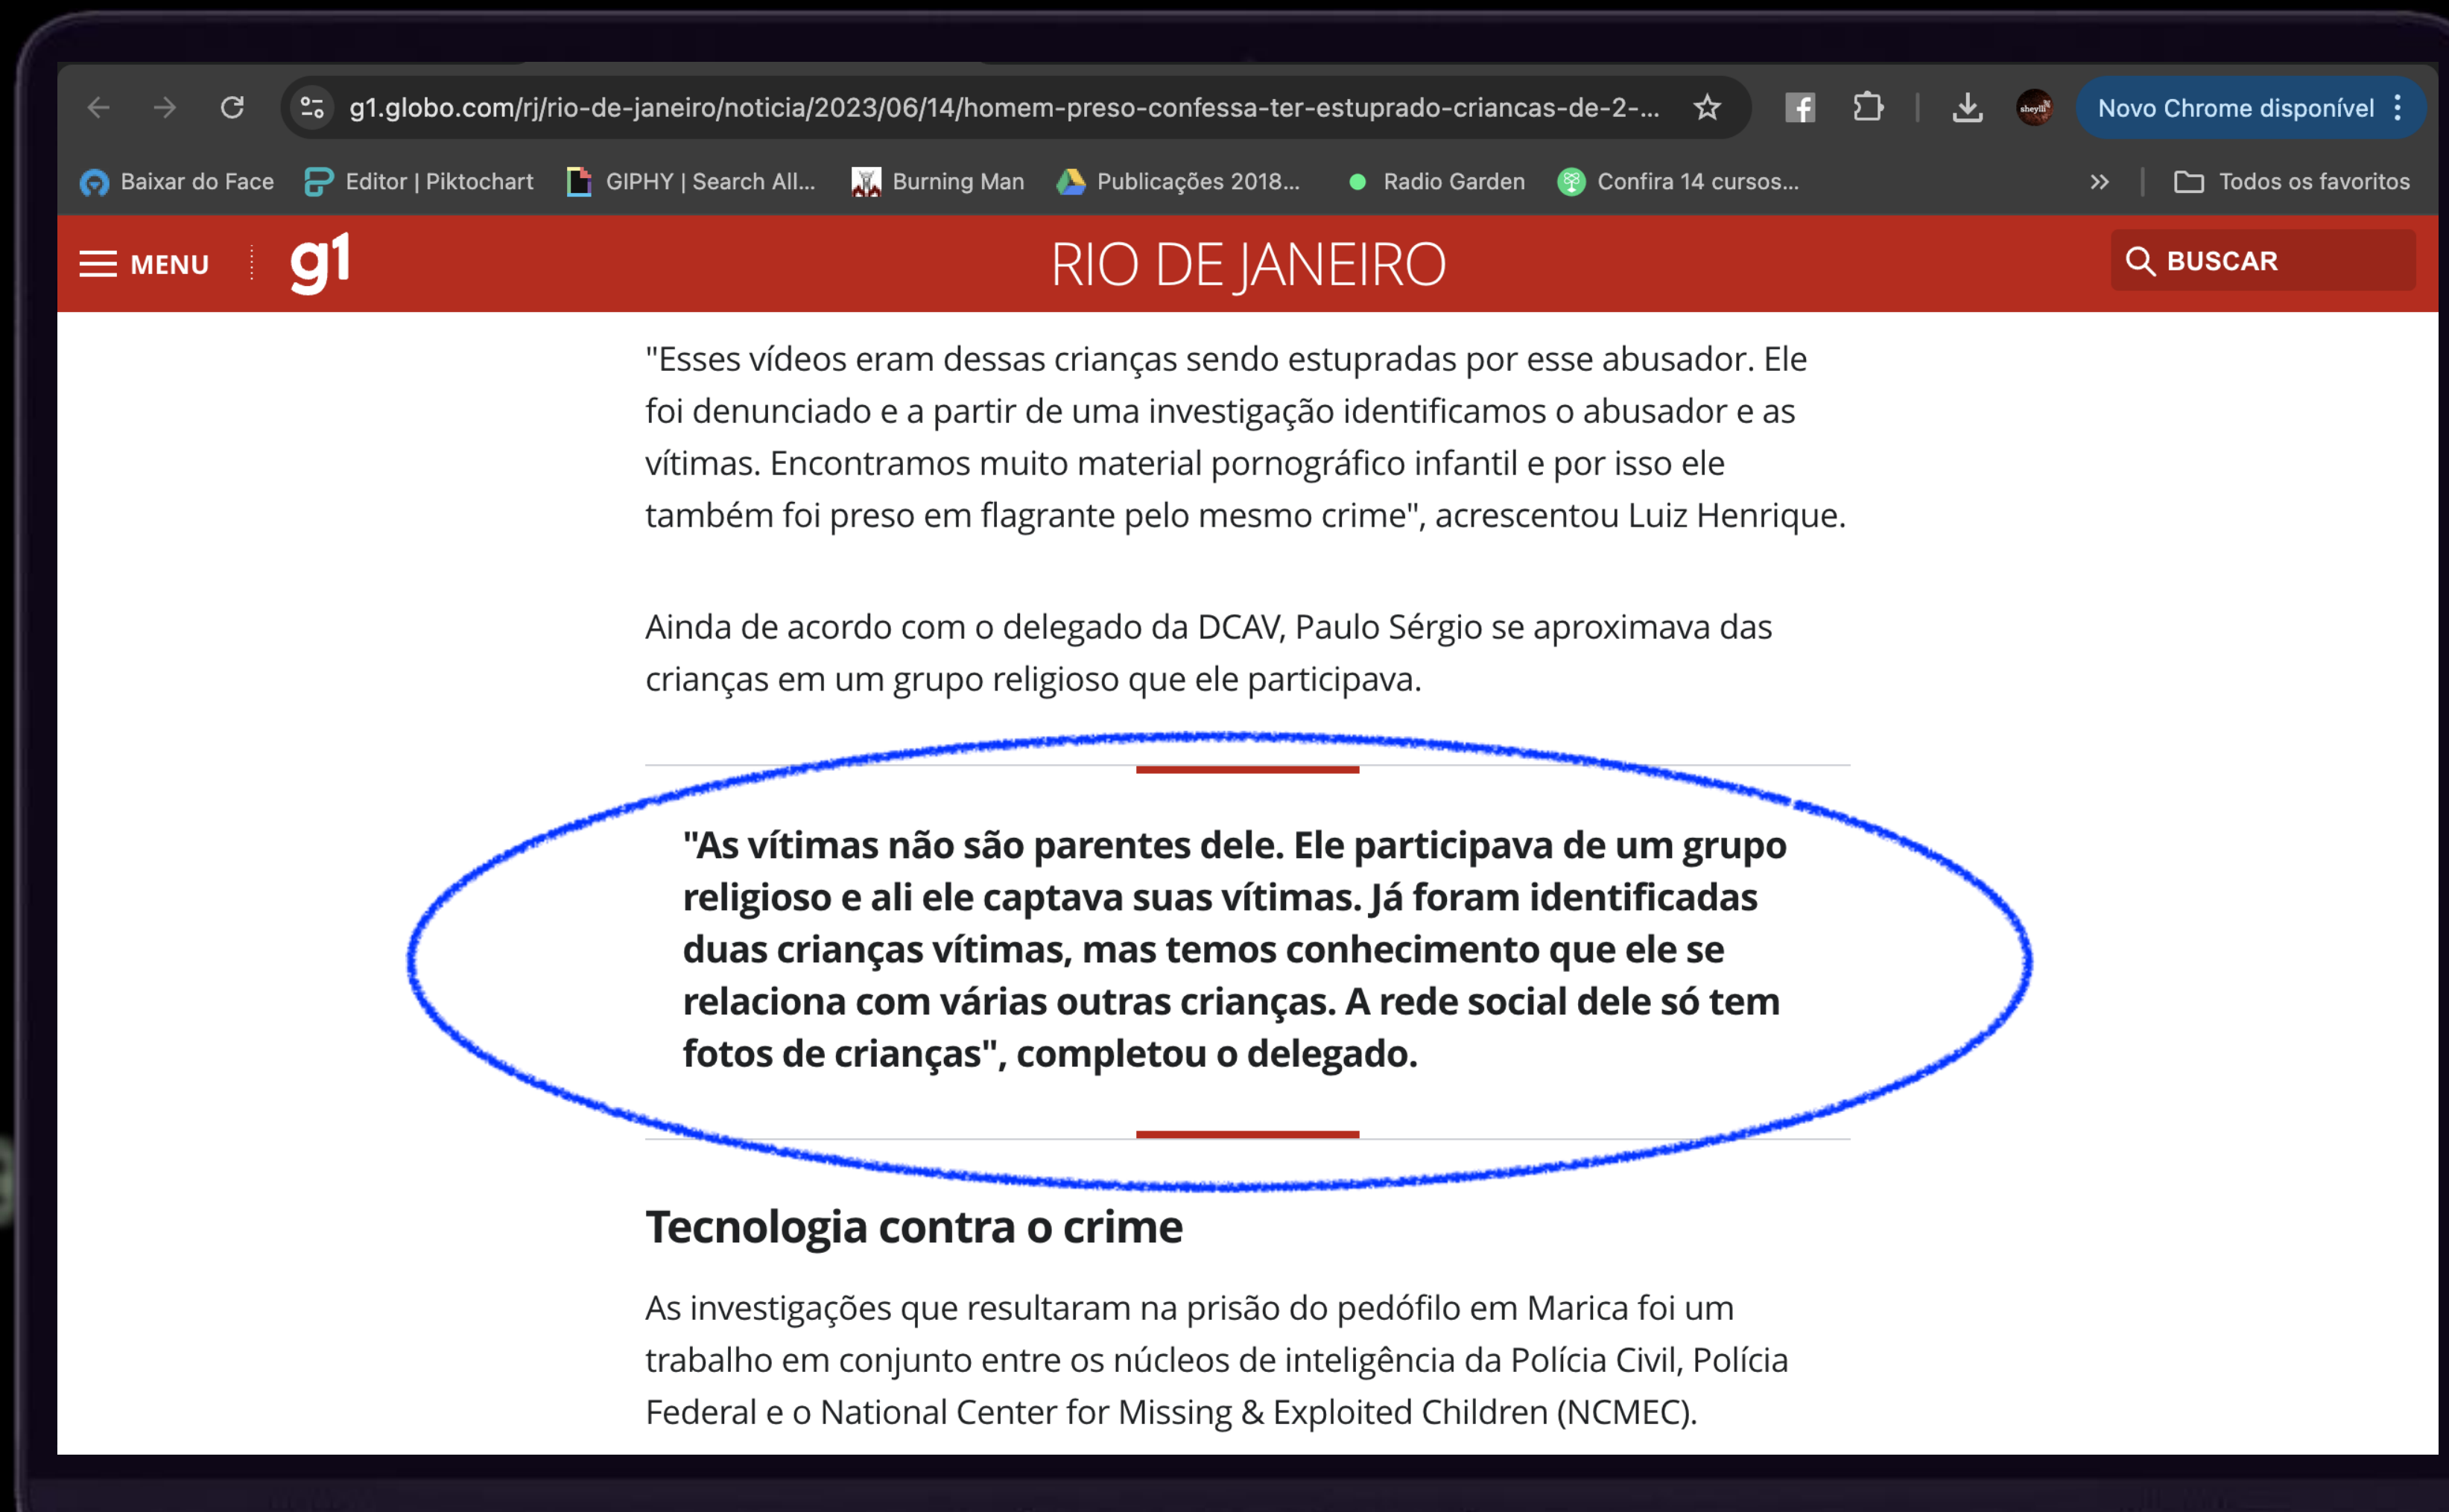 g1.globo.com/rj/rio-de-janeiro/noticia/2023/06/14/homem-preso-confessa-ter-estuprado-criancas-de-2-...
Novo Chrome disponível
Baixar do Face
Editor | Piktochart
GIPHY | Search All...
Burning Man
Publicações 2018...
Radio Garden
Confira 14 cursos...
Todos os favoritos
MENU
g1
RIO DE JANEIRO
BUSCAR
"Esses vídeos eram dessas crianças sendo estupradas por esse abusador. Ele
foi denunciado e a partir de uma investigação identificamos o abusador e as
vítimas. Encontramos muito material pornográfico infantil e por isso ele
também foi preso em flagrante pelo mesmo crime", acrescentou Luiz Henrique.
Ainda de acordo com o delegado da DCAV, Paulo Sérgio se aproximava das
crianças em um grupo religioso que ele participava.
"As vítimas não são parentes dele. Ele participava de um grupo
religioso e ali ele captava suas vítimas. Já foram identificadas
duas crianças vítimas, mas temos conhecimento que ele se
relaciona com várias outras crianças. A rede social dele só tem
fotos de crianças", completou o delegado.
Tecnologia contra o crime
As investigações que resultaram na prisão do pedófilo em Marica foi um
trabalho em conjunto entre os núcleos de inteligência da Polícia Civil, Polícia
Federal e o National Center for Missing & Exploited Children (NCMEC).